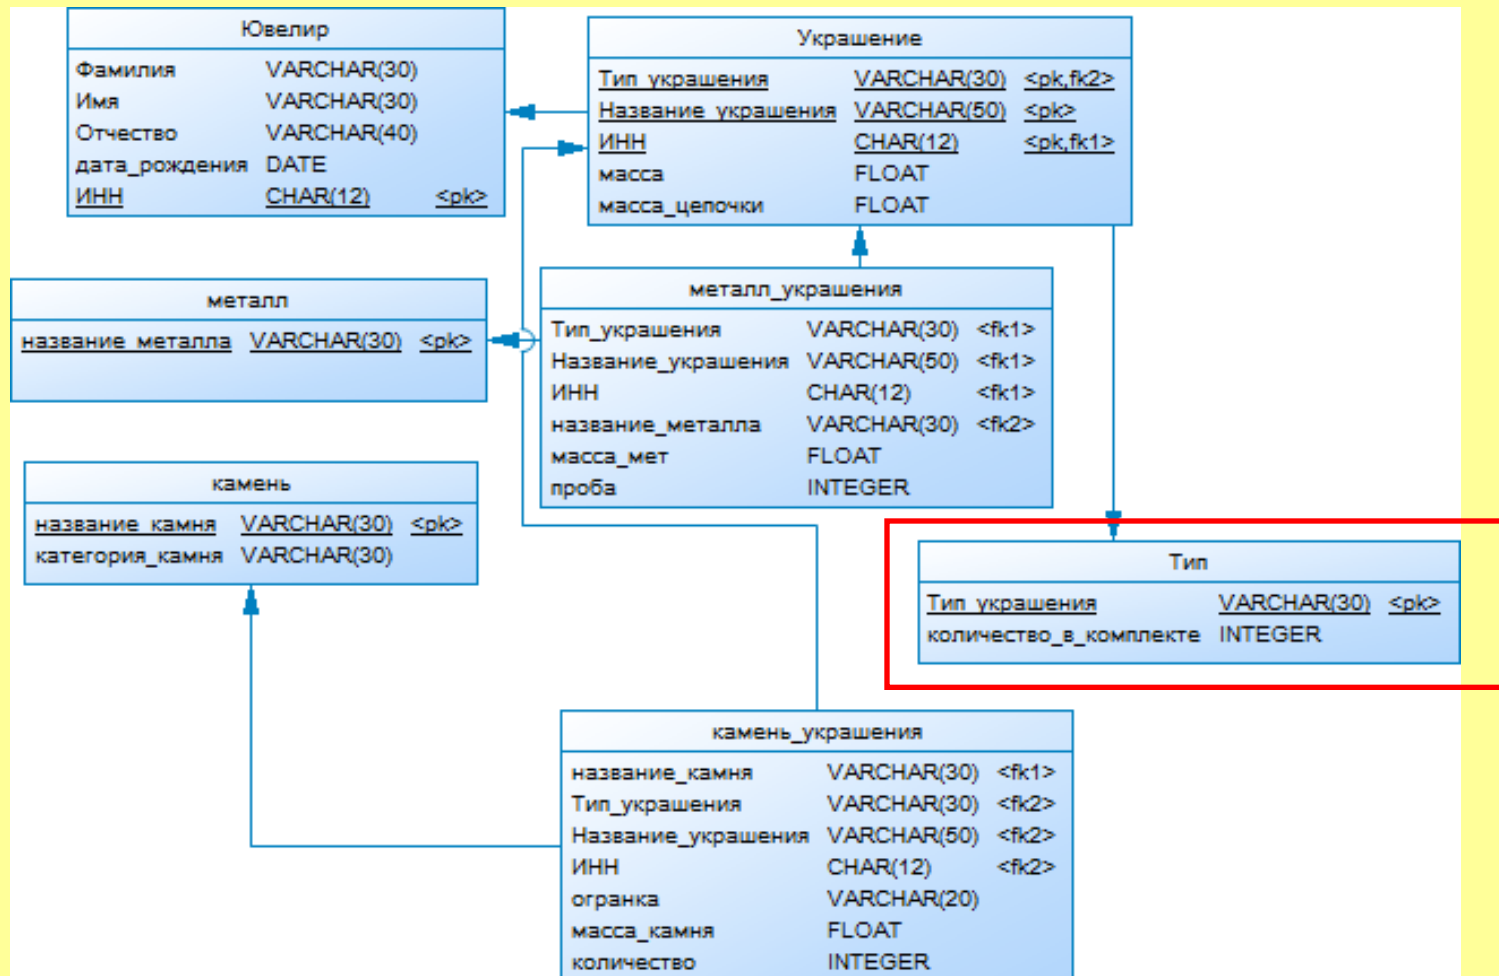 Ювелир
Фамилия VARCHAR(30)
Имя VARCHAR(30)
Отчество VARCHAR(40)
дата_рождения DATE
ИНН CHAR(12) <pk>
Украшение
Тип_украшения VARCHAR(30) <pk,fk2>
Название_украшения VARCHAR(50) <pk>
ИНН CHAR(12) <pk,fk1>
масса FLOAT
масса_цепочки FLOAT
металл
название_металла VARCHAR(30) <pk>
металл_украшения
Тип_украшения VARCHAR(30) <fk1>
Название_украшения VARCHAR(50) <fk1>
ИНН CHAR(12) <fk1>
название_металла VARCHAR(30) <fk2>
масса_мет FLOAT
проба INTEGER
камень
название_камня VARCHAR(30) <pk>
категория_камня VARCHAR(30)
Тип
Тип_украшения VARCHAR(30) <pk>
количество_в_комплекте INTEGER
камень_украшения
название_камня VARCHAR(30) <fk1>
Тип_украшения VARCHAR(30) <fk2>
Название_украшения VARCHAR(50) <fk2>
ИНН CHAR(12) <fk2>
огранка VARCHAR(20)
масса_камня FLOAT
количество INTEGER